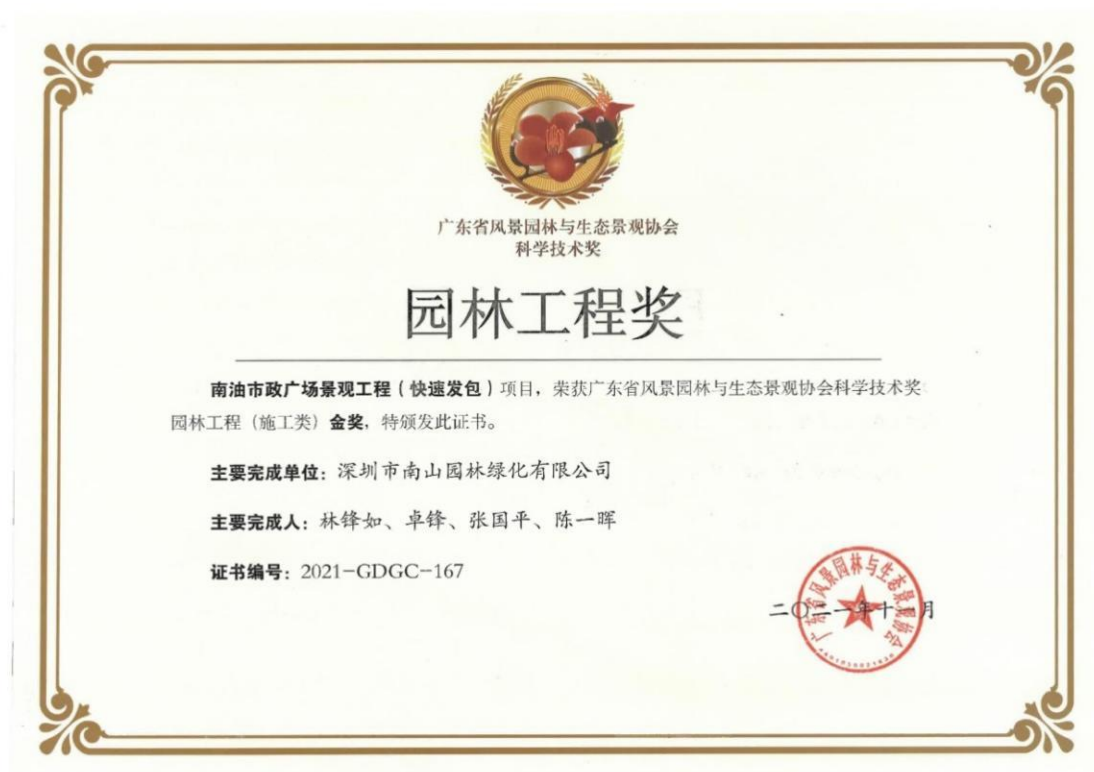 广东省风景园林与生态景观协会
科学技术奖
园林工程奖
南油市政广场景观工程（快速发包）项目，荣获广东省风景园林与生态景观协会科学技术奖
园林工程（施工类）金奖，特颁发此证书。
主要完成单位：深圳市南山园林绿化有限公司
主要完成人：林锋如、卓锋、张国平、陈一晖
证书编号：2021-GDGC-167
广东省风景园林与生态景观协会
二〇二一年十 月